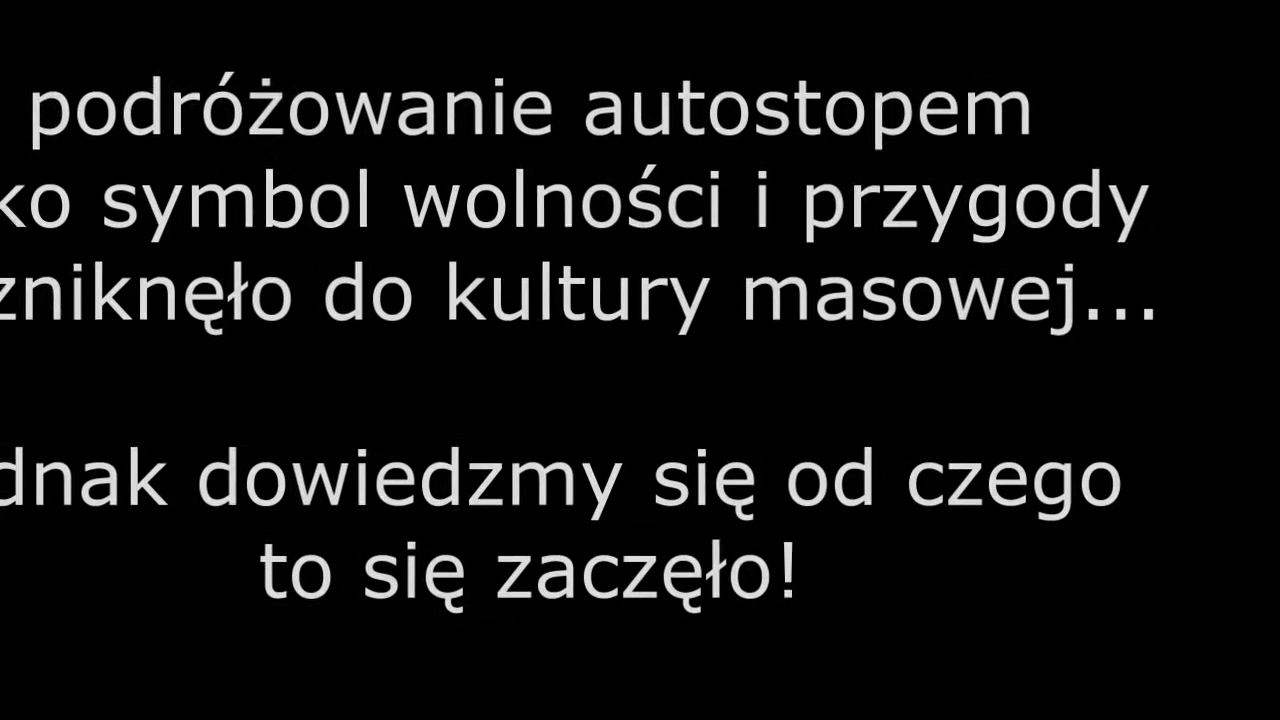 podróżowanie autostopem
ko symbol wolności i przygody
zniknęło do kultury masowej...
dnak dowiedzmy się od czego
to się zaczęło!